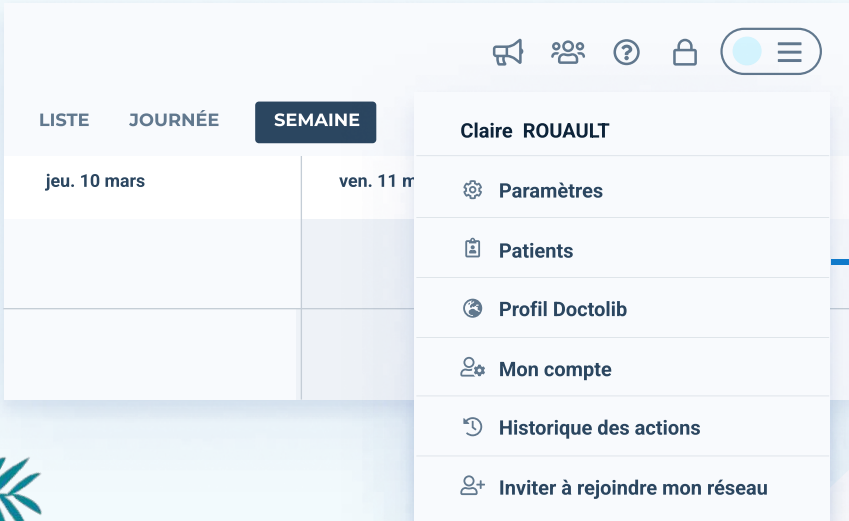 LISTE
JOURNÉE
SEMAINE
jeu. 10 mars
ven. 11 m
Claire ROUAULT
Paramètres
Patients
Profil Doctolib
Mon compte
Historique des actions
Inviter à rejoindre mon réseau